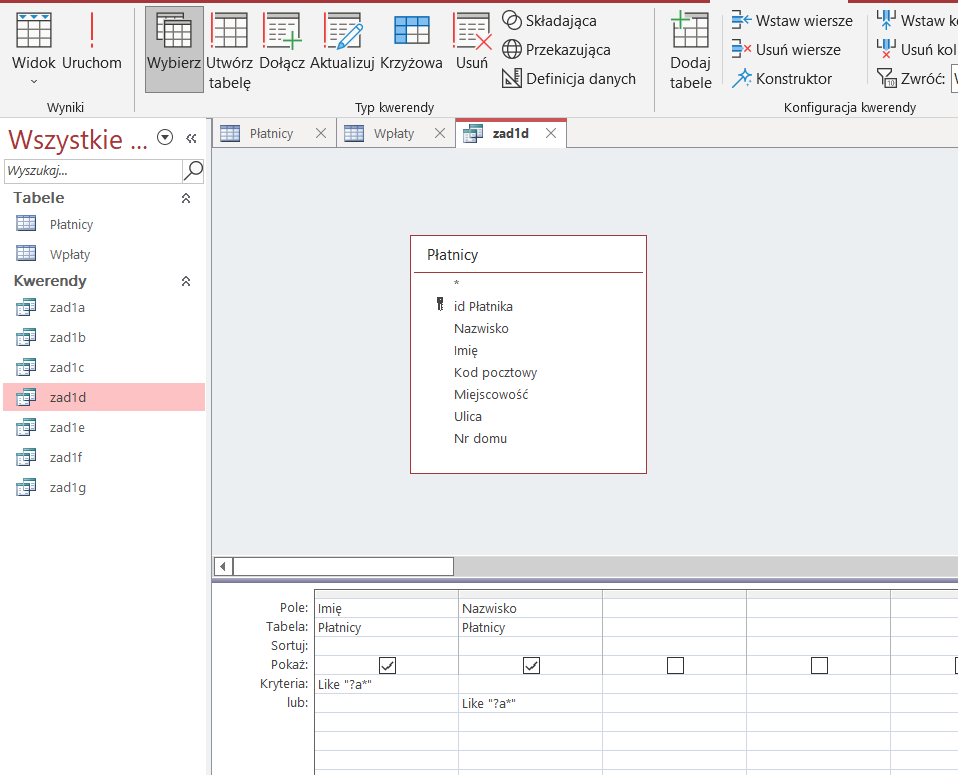 Widok
Uruchom
Wyniki
Wybierz
Utwórz tabelę
Dołącz
Aktualizuj
Krzyżowa
Usuń
Składająca
Przekazująca
Definicja danych
Typ kwerendy
Dodaj tabele
Wstaw wiersze
Usuń wiersze
Konstruktor
Wstaw k
Usuń kol
Zwróć:
Konfiguracja kwerendy
Wszystkie ...
Wyszukaj...
Tabele
Płatnicy
Wpłaty
Kwerendy
zad1a
zad1b
zad1c
zad1d
zad1e
zad1f
zad1g
Płatnicy
Wpłaty
zad1d
Płatnicy
*
id Płatnika
Nazwisko
Imię
Kod pocztowy
Miejscowość
Ulica
Nr domu
Pole: Imię Nazwisko
Tabela: Płatnicy Płatnicy
Sortuj:
Pokaż:
Kryteria: Like "?a*"
lub: Like "?a*"